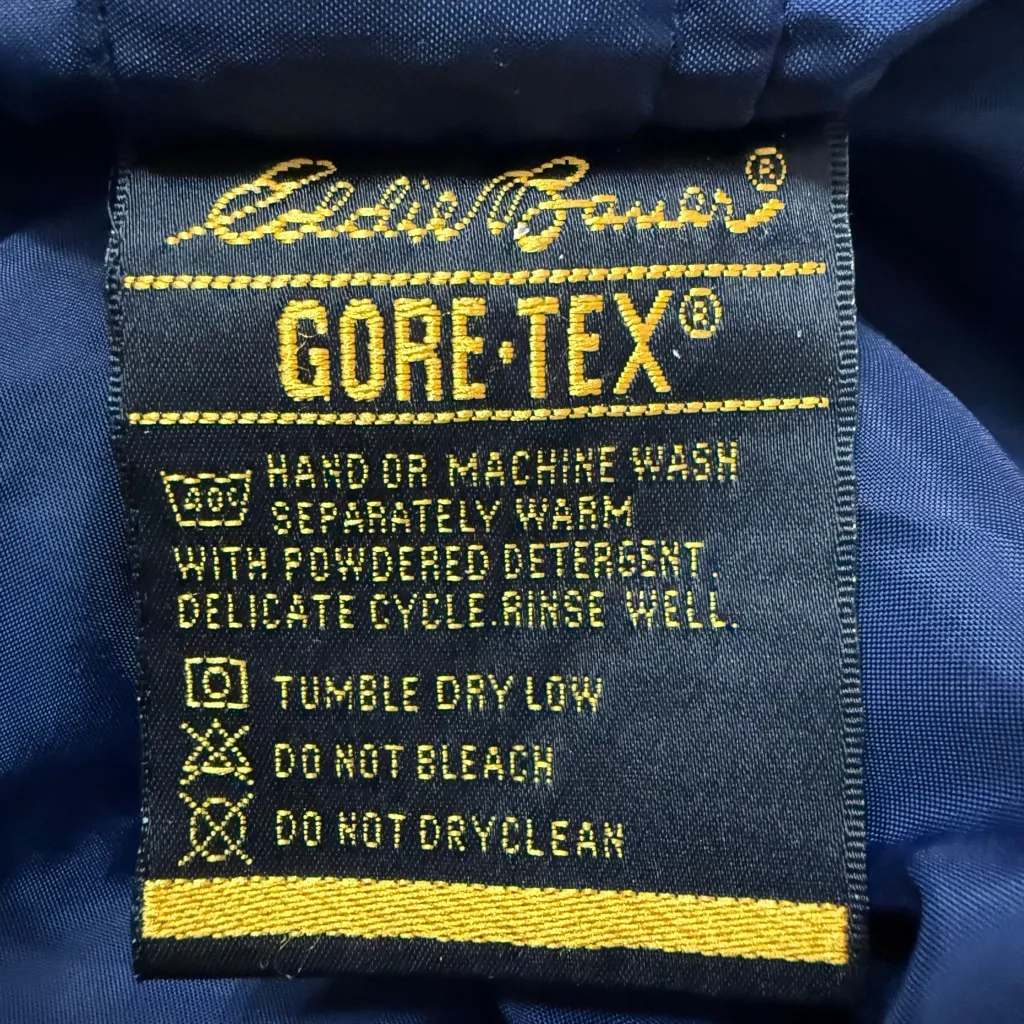 Eddie Bauer®
GORE·TEX®
40°
HAND OR MACHINE WASH
SEPARATELY WARM
WITH POWDERED DETERGENT.
DELICATE CYCLE.RINSE WELL.
TUMBLE DRY LOW
DO NOT BLEACH
DO NOT DRYCLEAN